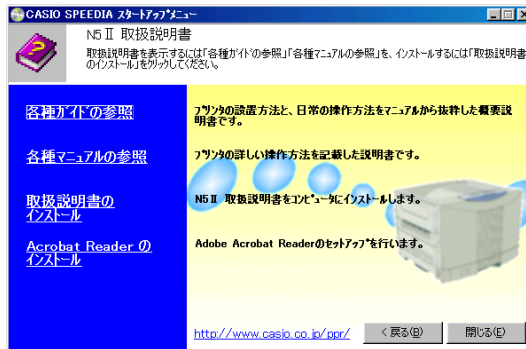 CASIO SPEEDIA ｽﾀｰﾄｱｯﾌﾟﾒﾆｭｰ
N5Ⅱ 取扱説明書
取扱説明書を表示するには「各種ｶﾞｲﾄﾞの参照」「各種ﾏﾆｭｱﾙの参照」を、ｲﾝｽﾄｰﾙするには「取扱説明書
のｲﾝｽﾄｰﾙ」をｸﾘｯｸしてください。
各種ｶﾞｲﾄﾞの参照
ﾌﾟﾘﾝﾀの設置方法と、日常の操作方法をﾏﾆｭｱﾙから抜粋した概要説
明書です。
各種ﾏﾆｭｱﾙの参照
ﾌﾟﾘﾝﾀの詳しい操作方法を記載した説明書です。
取扱説明書の
ｲﾝｽﾄｰﾙ
N5Ⅱ 取扱説明書をｺﾝﾋﾟｭｰﾀにｲﾝｽﾄｰﾙします。
Acrobat Reader の
ｲﾝｽﾄｰﾙ
Adobe Acrobat Readerのｾｯﾄｱｯﾌﾟを行います。
http://www.casio.co.jp/ppr/
< 戻る(B)
閉じる(E)